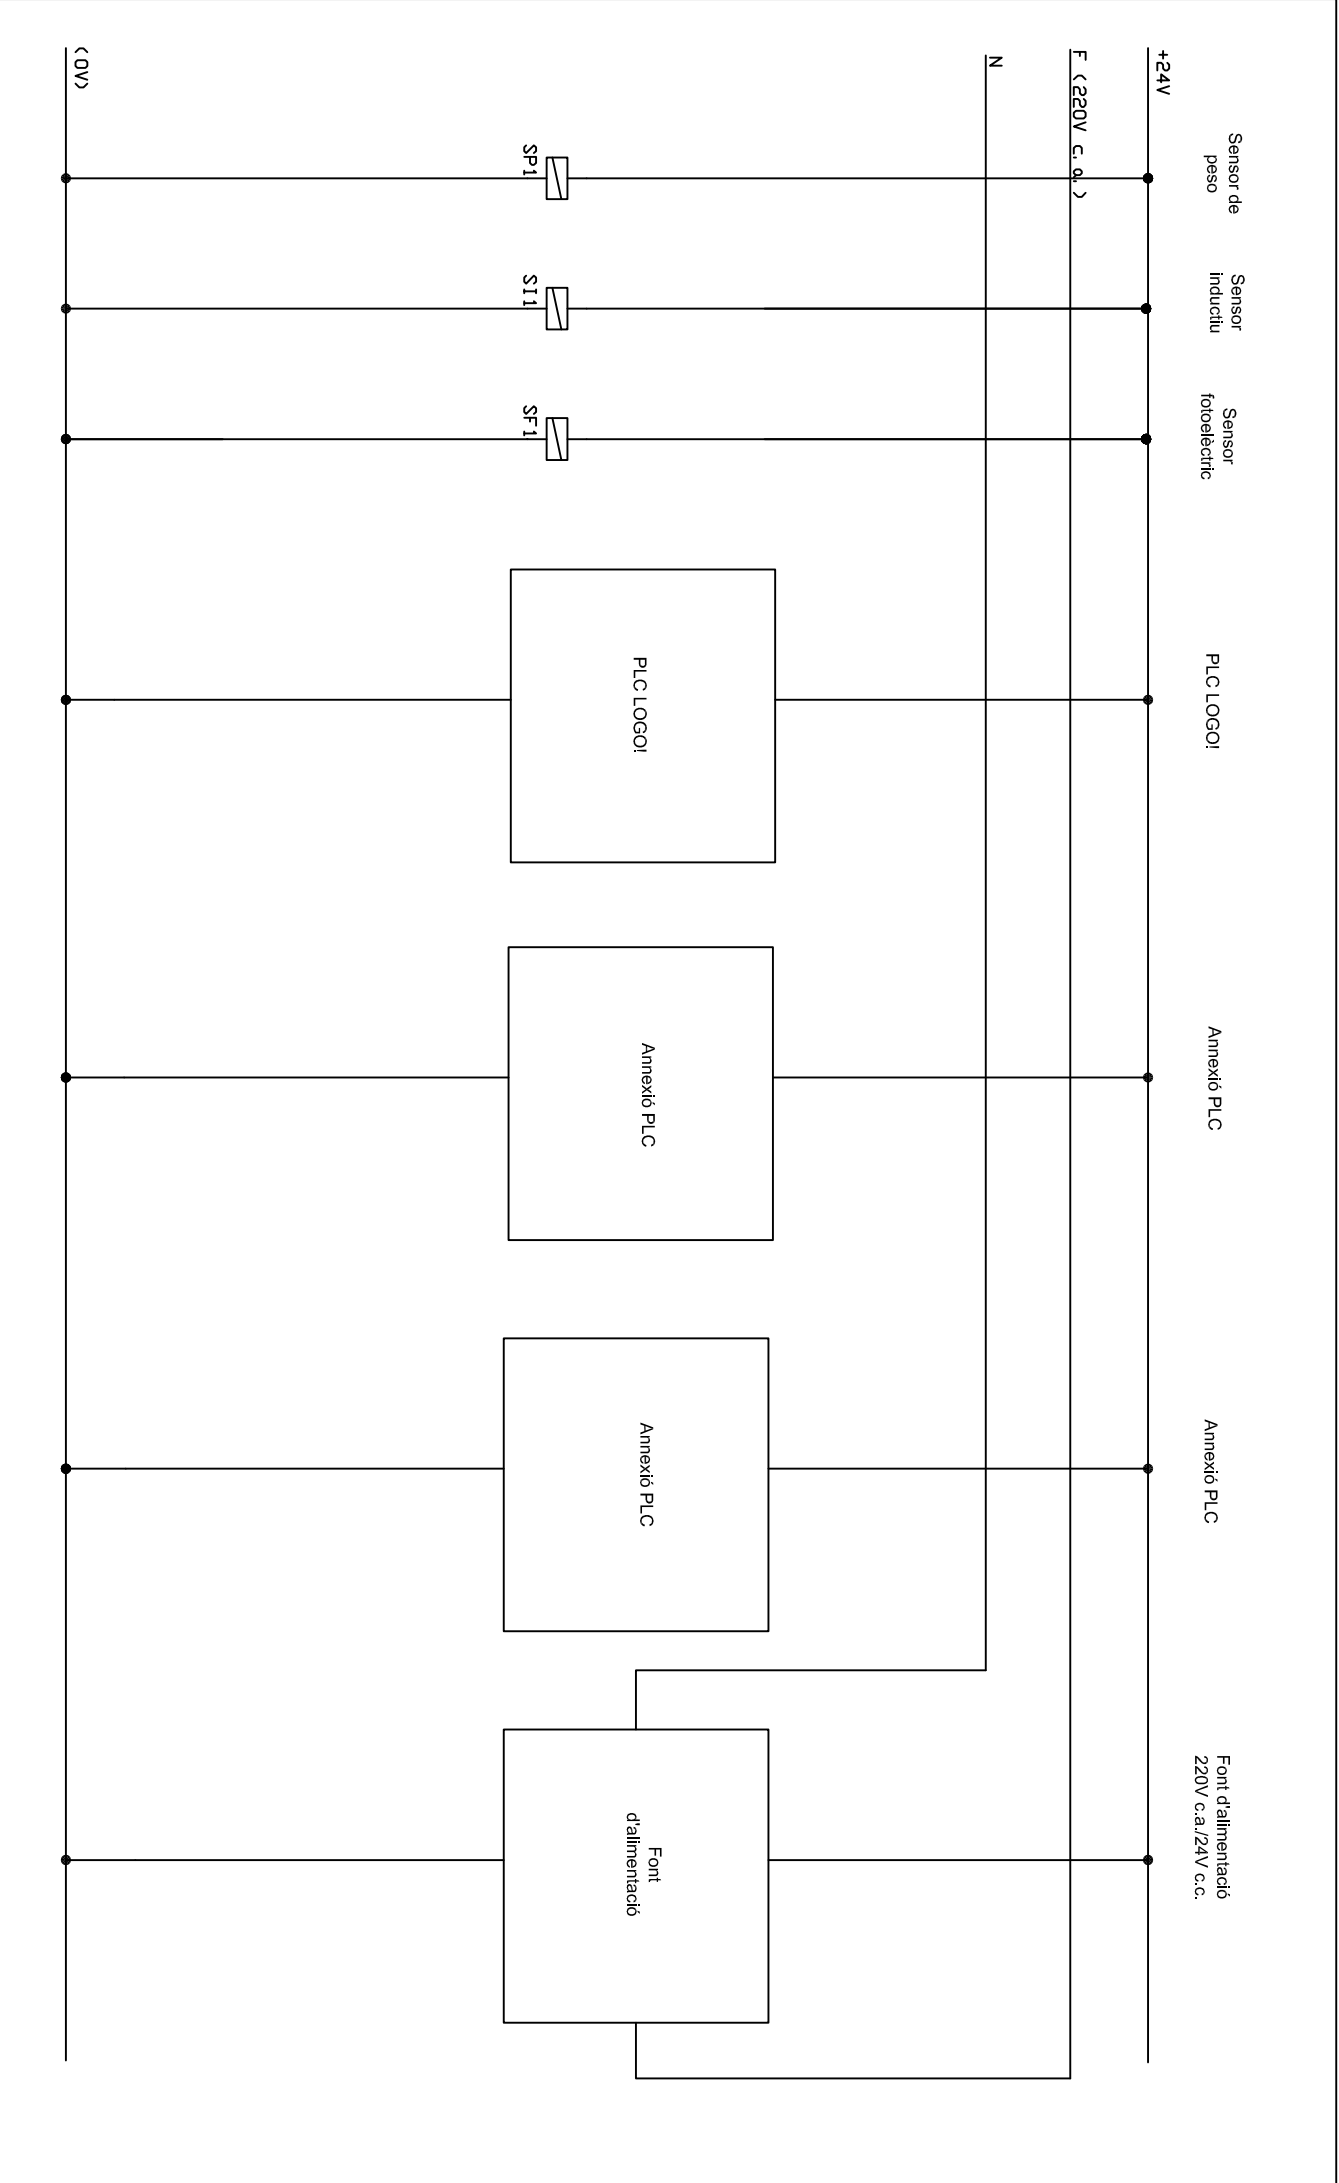 +24V
F (220V c.a.)
N
(0V)
Sensor de
peso
Sensor
inductiu
Sensor
fotoelèctric
PLC LOGO!
Annexió PLC
Annexió PLC
Font d'alimentació
220V c.a./24V c.c.
SP1
SI1
SF1
PLC LOGO!
Annexió PLC
Annexió PLC
Font
d'alimentació